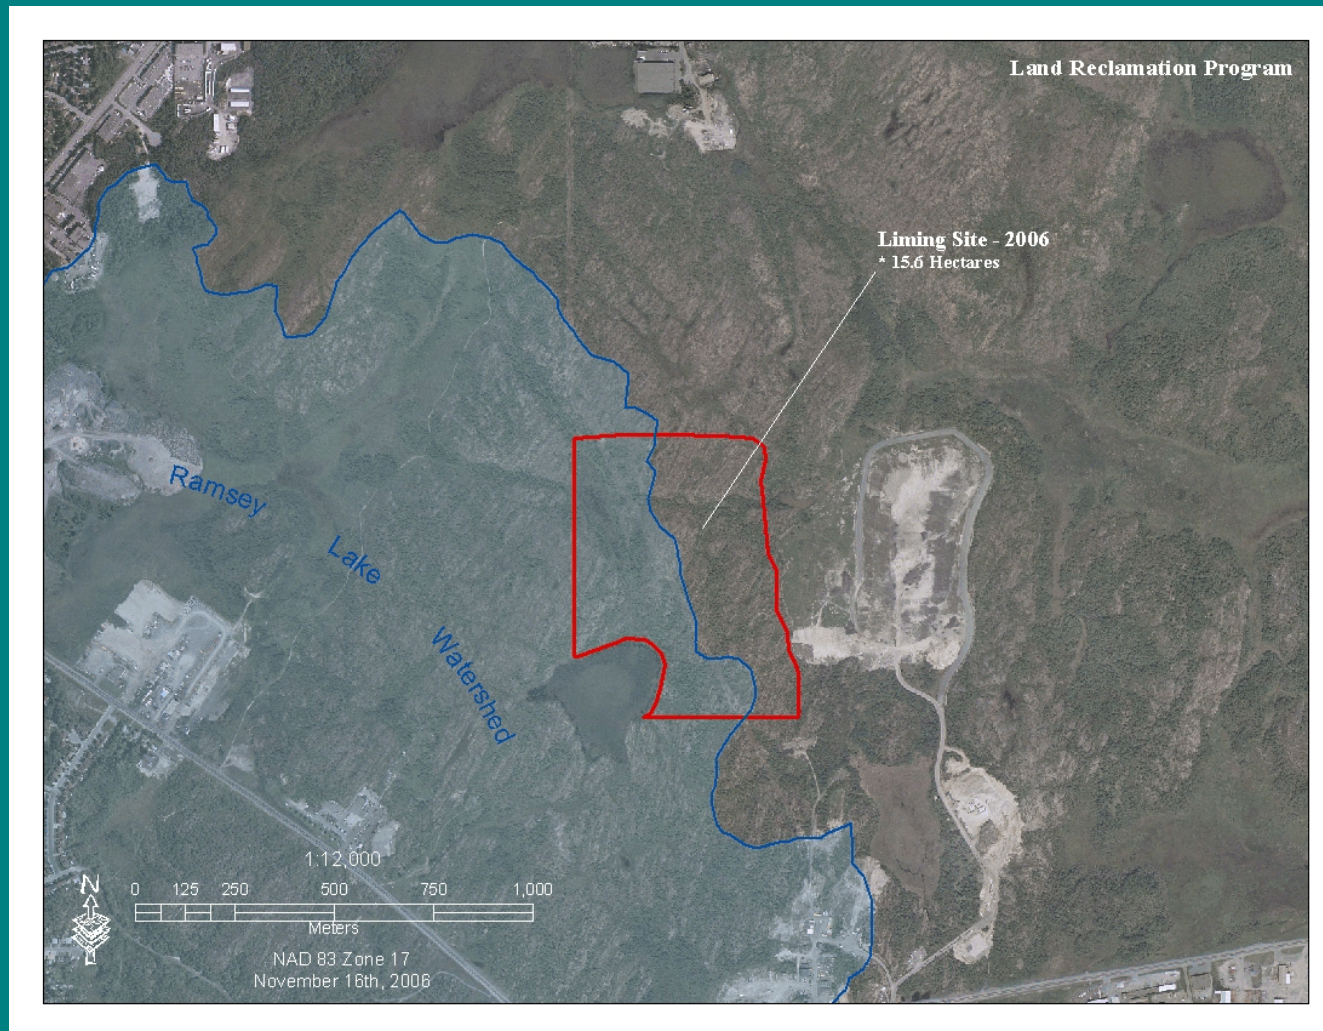 Land Reclamation Program
Liming Site - 2006
* 15.6 Hectares
Ramsey
Lake
Watershed
1:12,000
N
0 125 250 500 750 1,000
Meters
NAD 83 Zone 17
November 16th, 2006